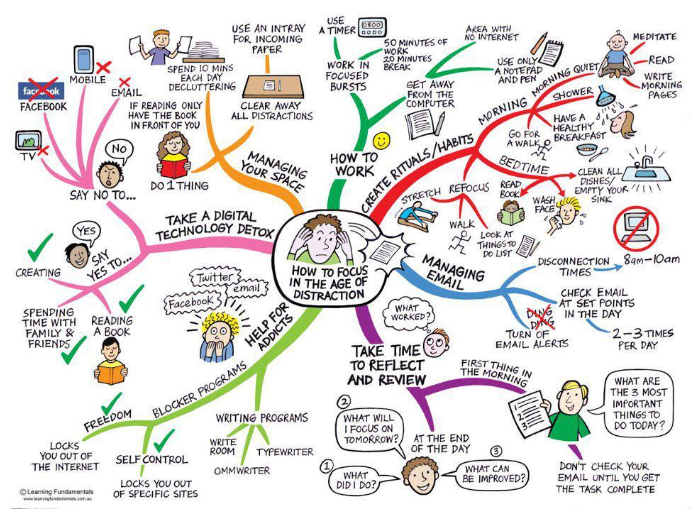 HOW TO FOCUS
IN THE AGE OF
DISTRACTION
MANAGING
YOUR SPACE
USE AN INTRAY
FOR INCOMING
PAPER
CLEAR AWAY
ALL DISTRACTIONS
SPEND 10 MINS
EACH DAY
DECLUTTERING
IF READING ONLY
HAVE THE BOOK
IN FRONT OF YOU
DO 1 THING
HOW TO
WORK
USE
A TIMER
50 MINUTES OF
WORK
20 MINUTES
BREAK
WORK IN
FOCUSED
BURSTS
AREA WITH
NO INTERNET
USE ONLY
A NOTEPAD
AND PEN
GET AWAY
FROM THE
COMPUTER
CREATE RITUALS/HABITS
MORNING
MORNING QUIET
MEDITATE
READ
WRITE
MORNING
PAGES
SHOWER
HAVE A
HEALTHY
BREAKFAST
GO FOR
A WALK
BEDTIME
CLEAN ALL
DISHES/
EMPTY YOUR
SINK
READ
BOOK
WASH
FACE
REFOCUS
STRETCH
WALK
LOOK AT
THINGS TO
DO LIST
MANAGING
EMAIL
DISCONNECTION
TIMES
8am-10am
CHECK EMAIL
AT SET POINTS
IN THE DAY
2-3 TIMES
PER DAY
DING
DING
TURN OF
EMAIL ALERTS
TAKE TIME
TO REFLECT
AND REVIEW
WHAT
WORKED?
FIRST THING IN
THE MORNING
1
2
3
WHAT ARE
THE 3 MOST
IMPORTANT
THINGS TO
DO TODAY?
DON'T CHECK YOUR
EMAIL UNTIL YOU GET
THE TASK COMPLETE
AT THE END
OF THE DAY
1
WHAT
DID I DO?
2
WHAT WILL
I FOCUS ON
TOMORROW?
3
WHAT CAN
BE IMPROVED?
HELP FOR
ADDICTS
Twitter
email
Facebook
BLOCKER PROGRAMS
FREEDOM
LOCKS
YOU OUT OF
THE INTERNET
SELF CONTROL
LOCKS YOU OUT
OF SPECIFIC SITES
WRITING PROGRAMS
WRITE
ROOM
OMMWRITER
TYPEWRITER
TAKE A DIGITAL
TECHNOLOGY DETOX
SAY NO TO...
NO
facebook
FACEBOOK
MOBILE
EMAIL
TV
SAY
YES TO...
YES
CREATING
SPENDING
TIME WITH
FAMILY &
FRIENDS
READING
A BOOK
© Learning Fundamentals
www.learningfundamentals.com.au